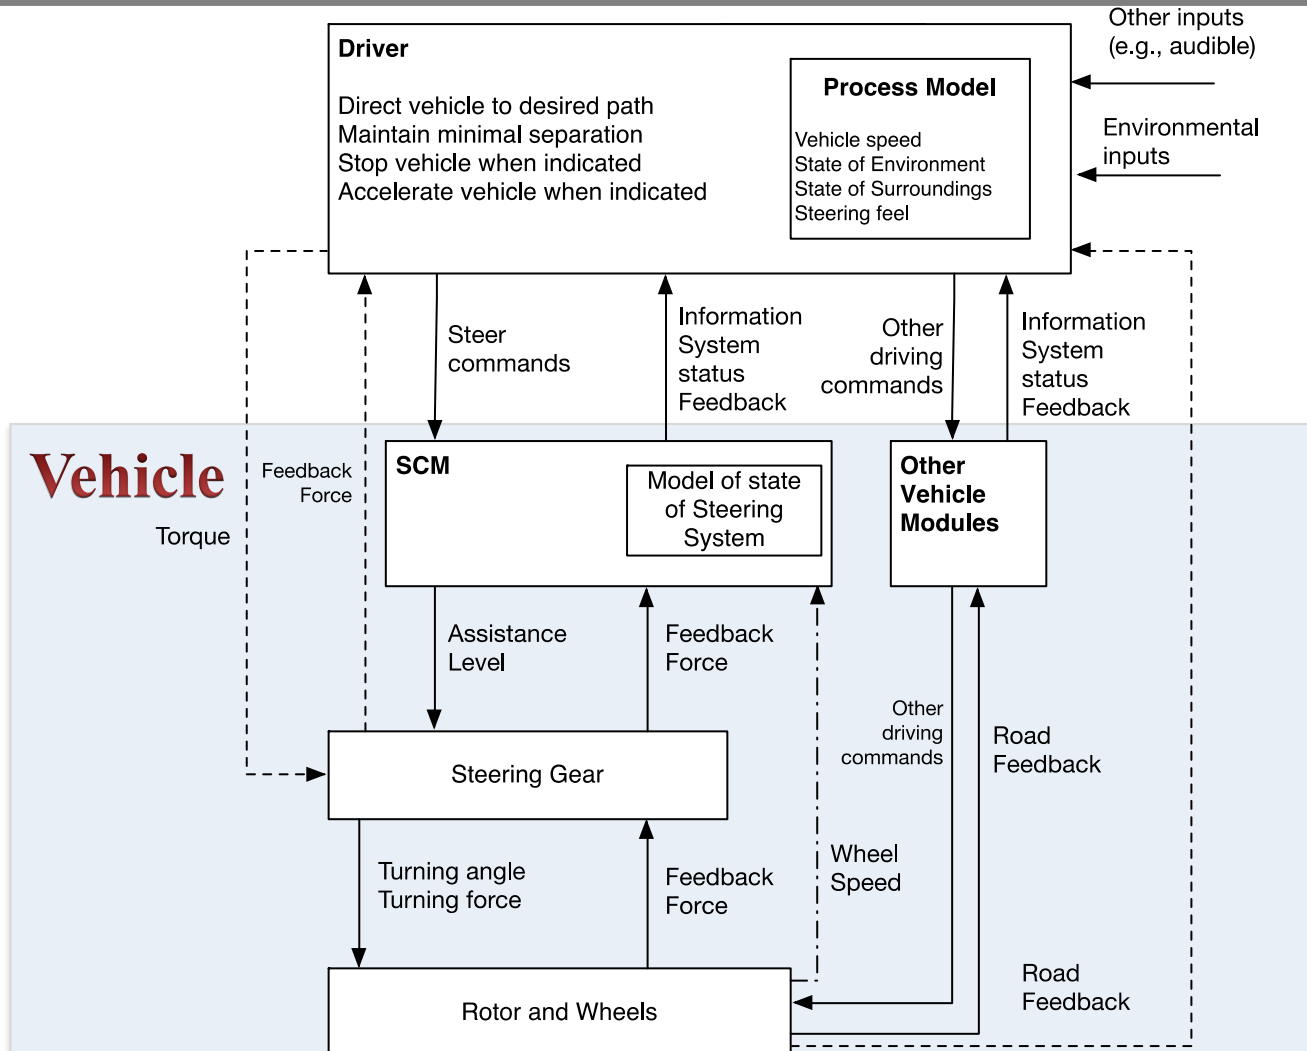 Other inputs
(e.g., audible)
Driver
Process Model
Direct vehicle to desired path
Maintain minimal separation
Stop vehicle when indicated
Accelerate vehicle when indicated
Vehicle speed
State of Environment
State of Surroundings
Steering feel
Environmental
inputs
Steer
commands
Information
System
status
Feedback
Other
driving
commands
Information
System
status
Feedback
Vehicle
Feedback
Force
Torque
SCM
Model of state
of Steering
System
Other
Vehicle
Modules
Assistance
Level
Feedback
Force
Other
driving
commands
Road
Feedback
Steering Gear
Turning angle
Turning force
Feedback
Force
Wheel
Speed
Road
Feedback
Rotor and Wheels